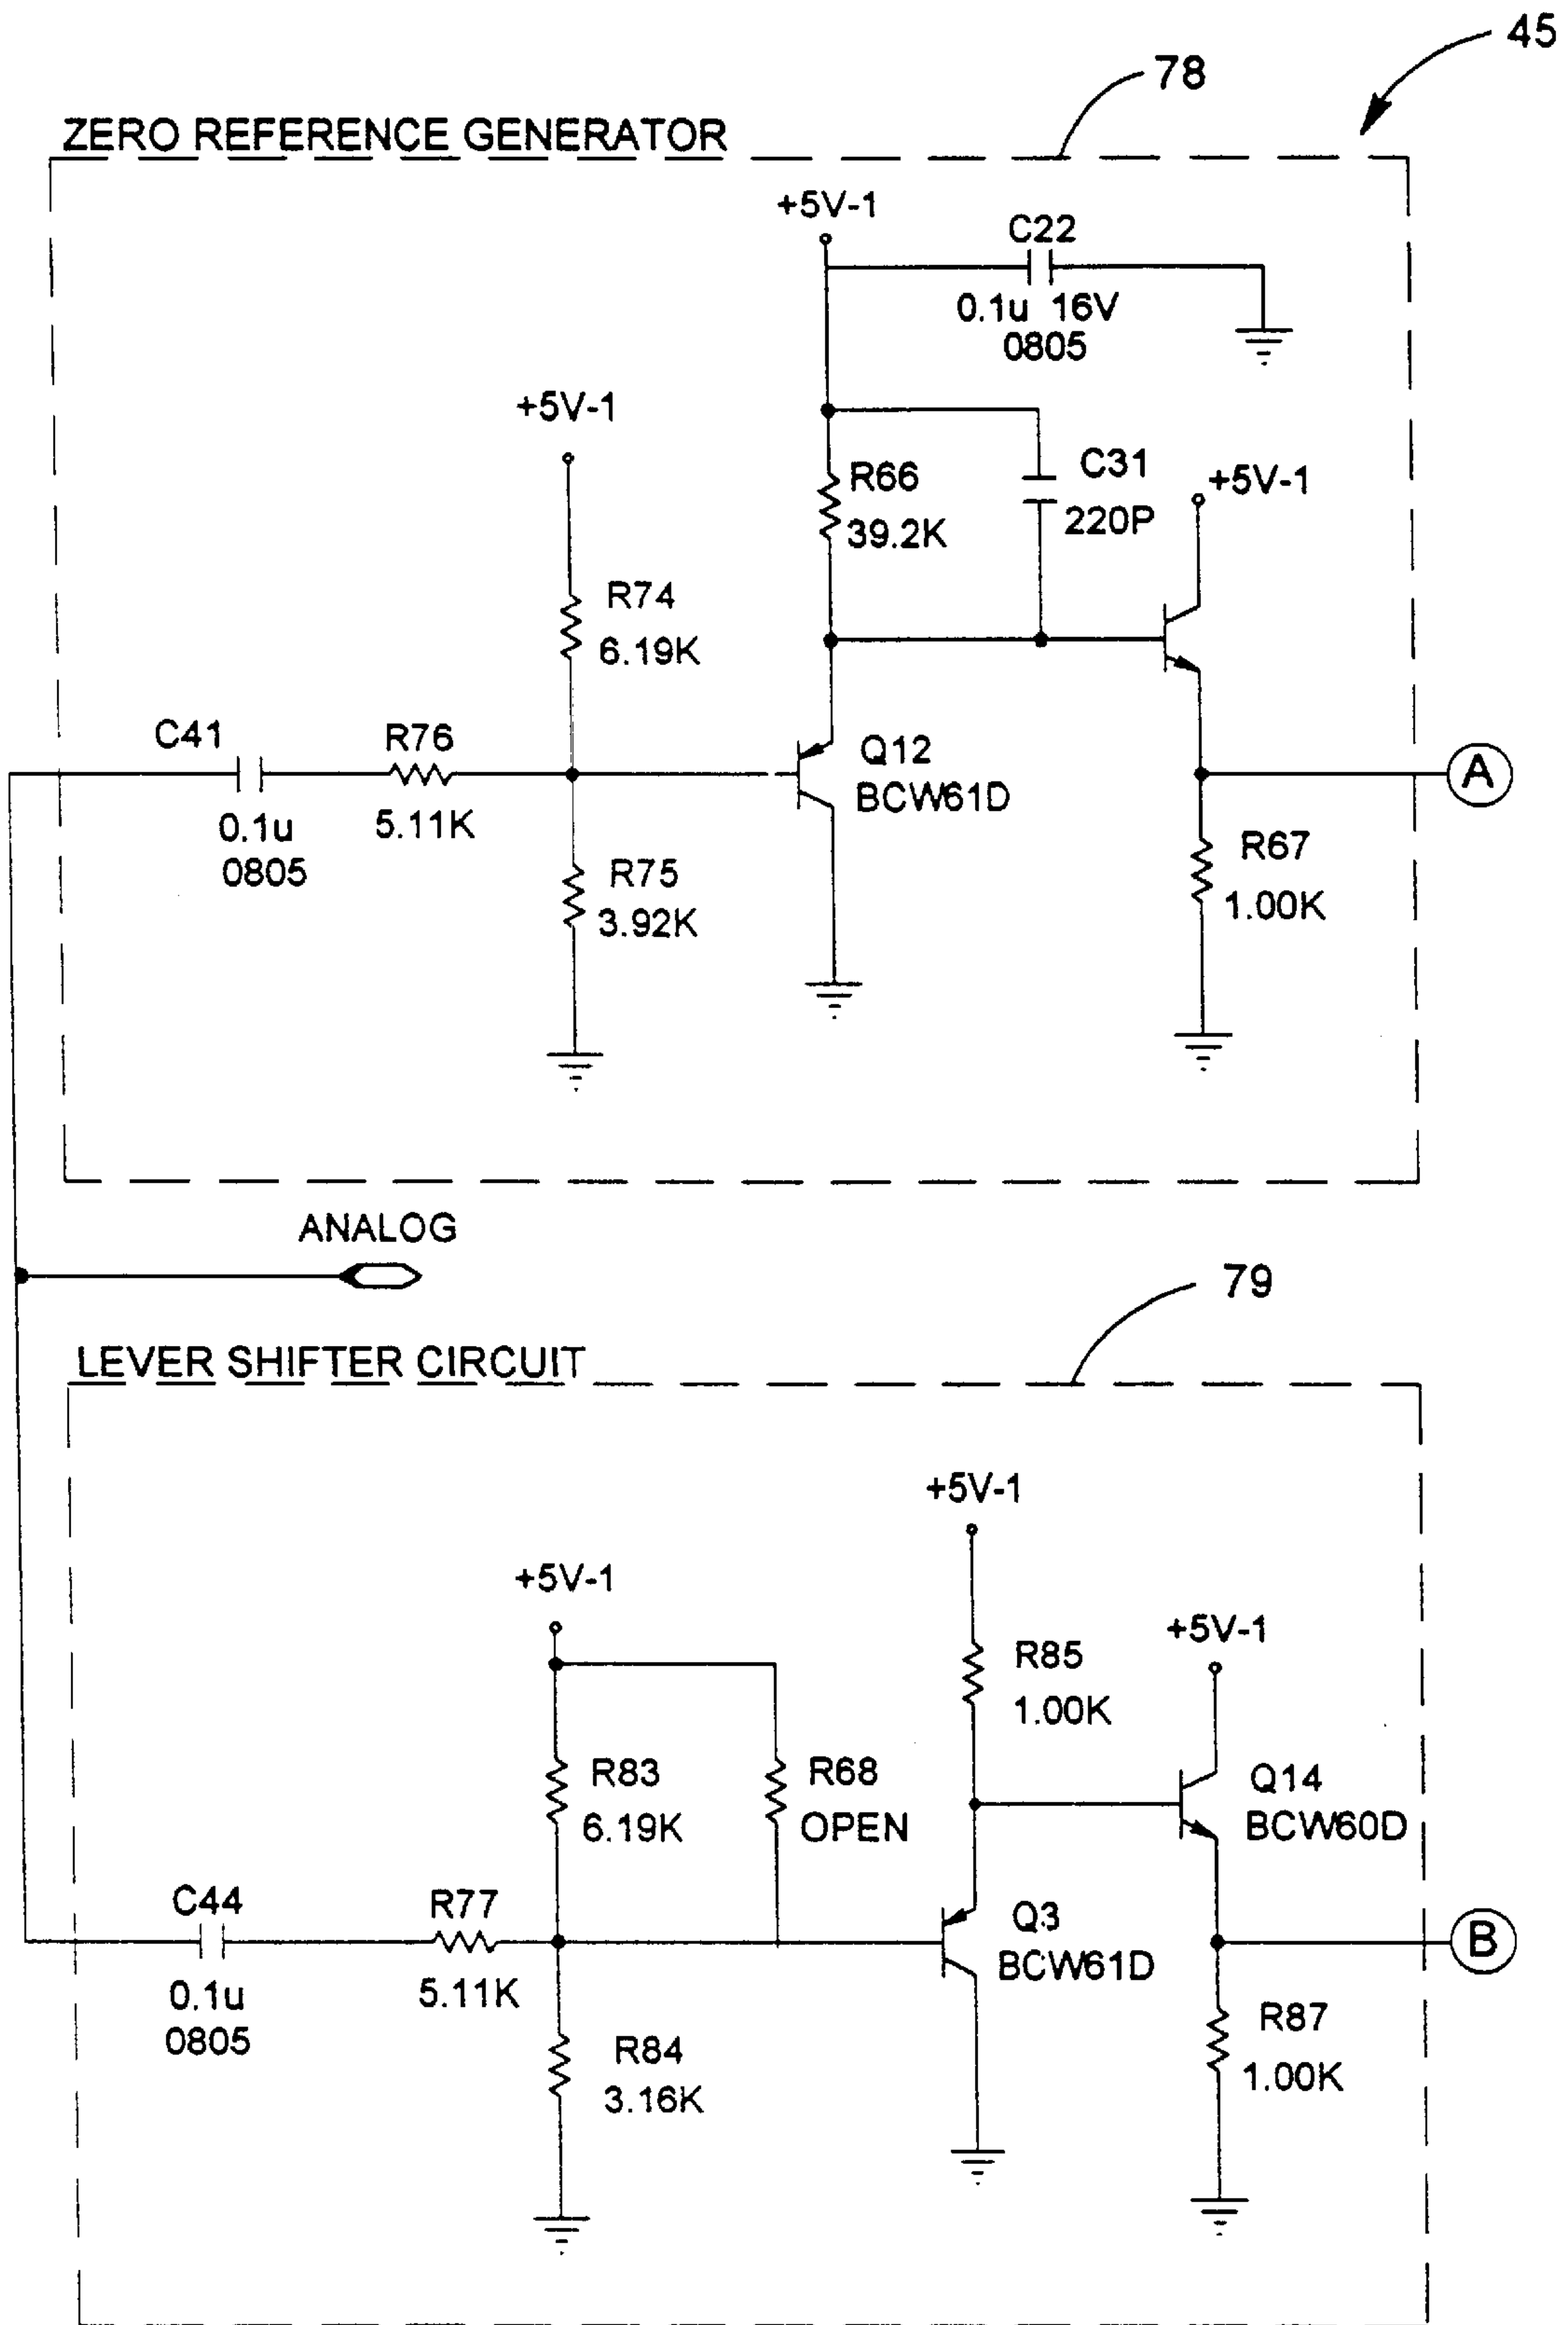 45
78
ZERO REFERENCE GENERATOR
+5V-1
C22
0.1u 16V
0805
+5V-1
R66
39.2K
C31
220P
+5V-1
R74
6.19K
C41
0.1u
0805
R76
5.11K
Q12
BCW61D
A
R75
3.92K
R67
1.00K
ANALOG
79
LEVER SHIFTER CIRCUIT
+5V-1
+5V-1
+5V-1
R85
1.00K
R83
6.19K
R68
OPEN
Q14
BCW60D
C44
0.1u
0805
R77
5.11K
Q3
BCW61D
B
R84
3.16K
R87
1.00K